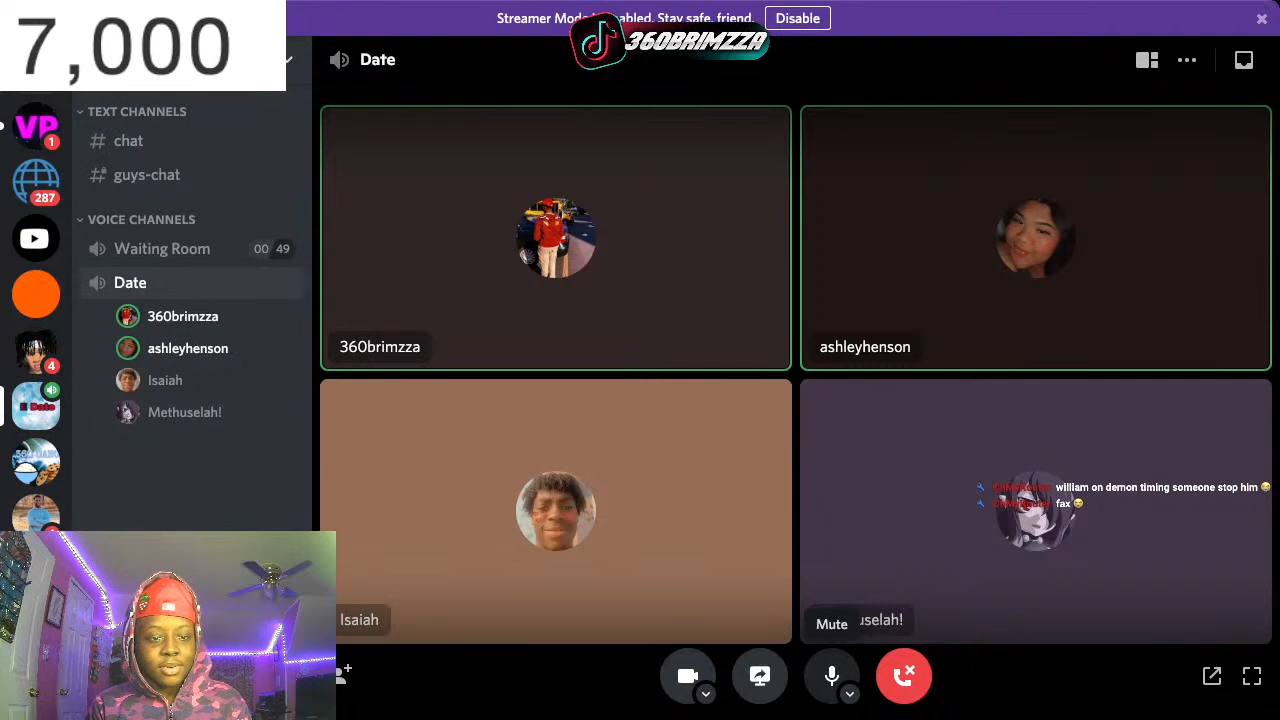 7,000
Streamer Mode
abled. Stay safe, friend.
Disable
360BRIMZZA
Date
TEXT CHANNELS
chat
guys-chat
VOICE CHANNELS
Waiting Room
00 49
Date
360brimzza
ashleyhenson
Isaiah
Methuselah!
VP
1
287
4
360brimzza
ashleyhenson
william on demon timing someone stop him 😂
fax 😂
Isaiah
Mute
uselah!